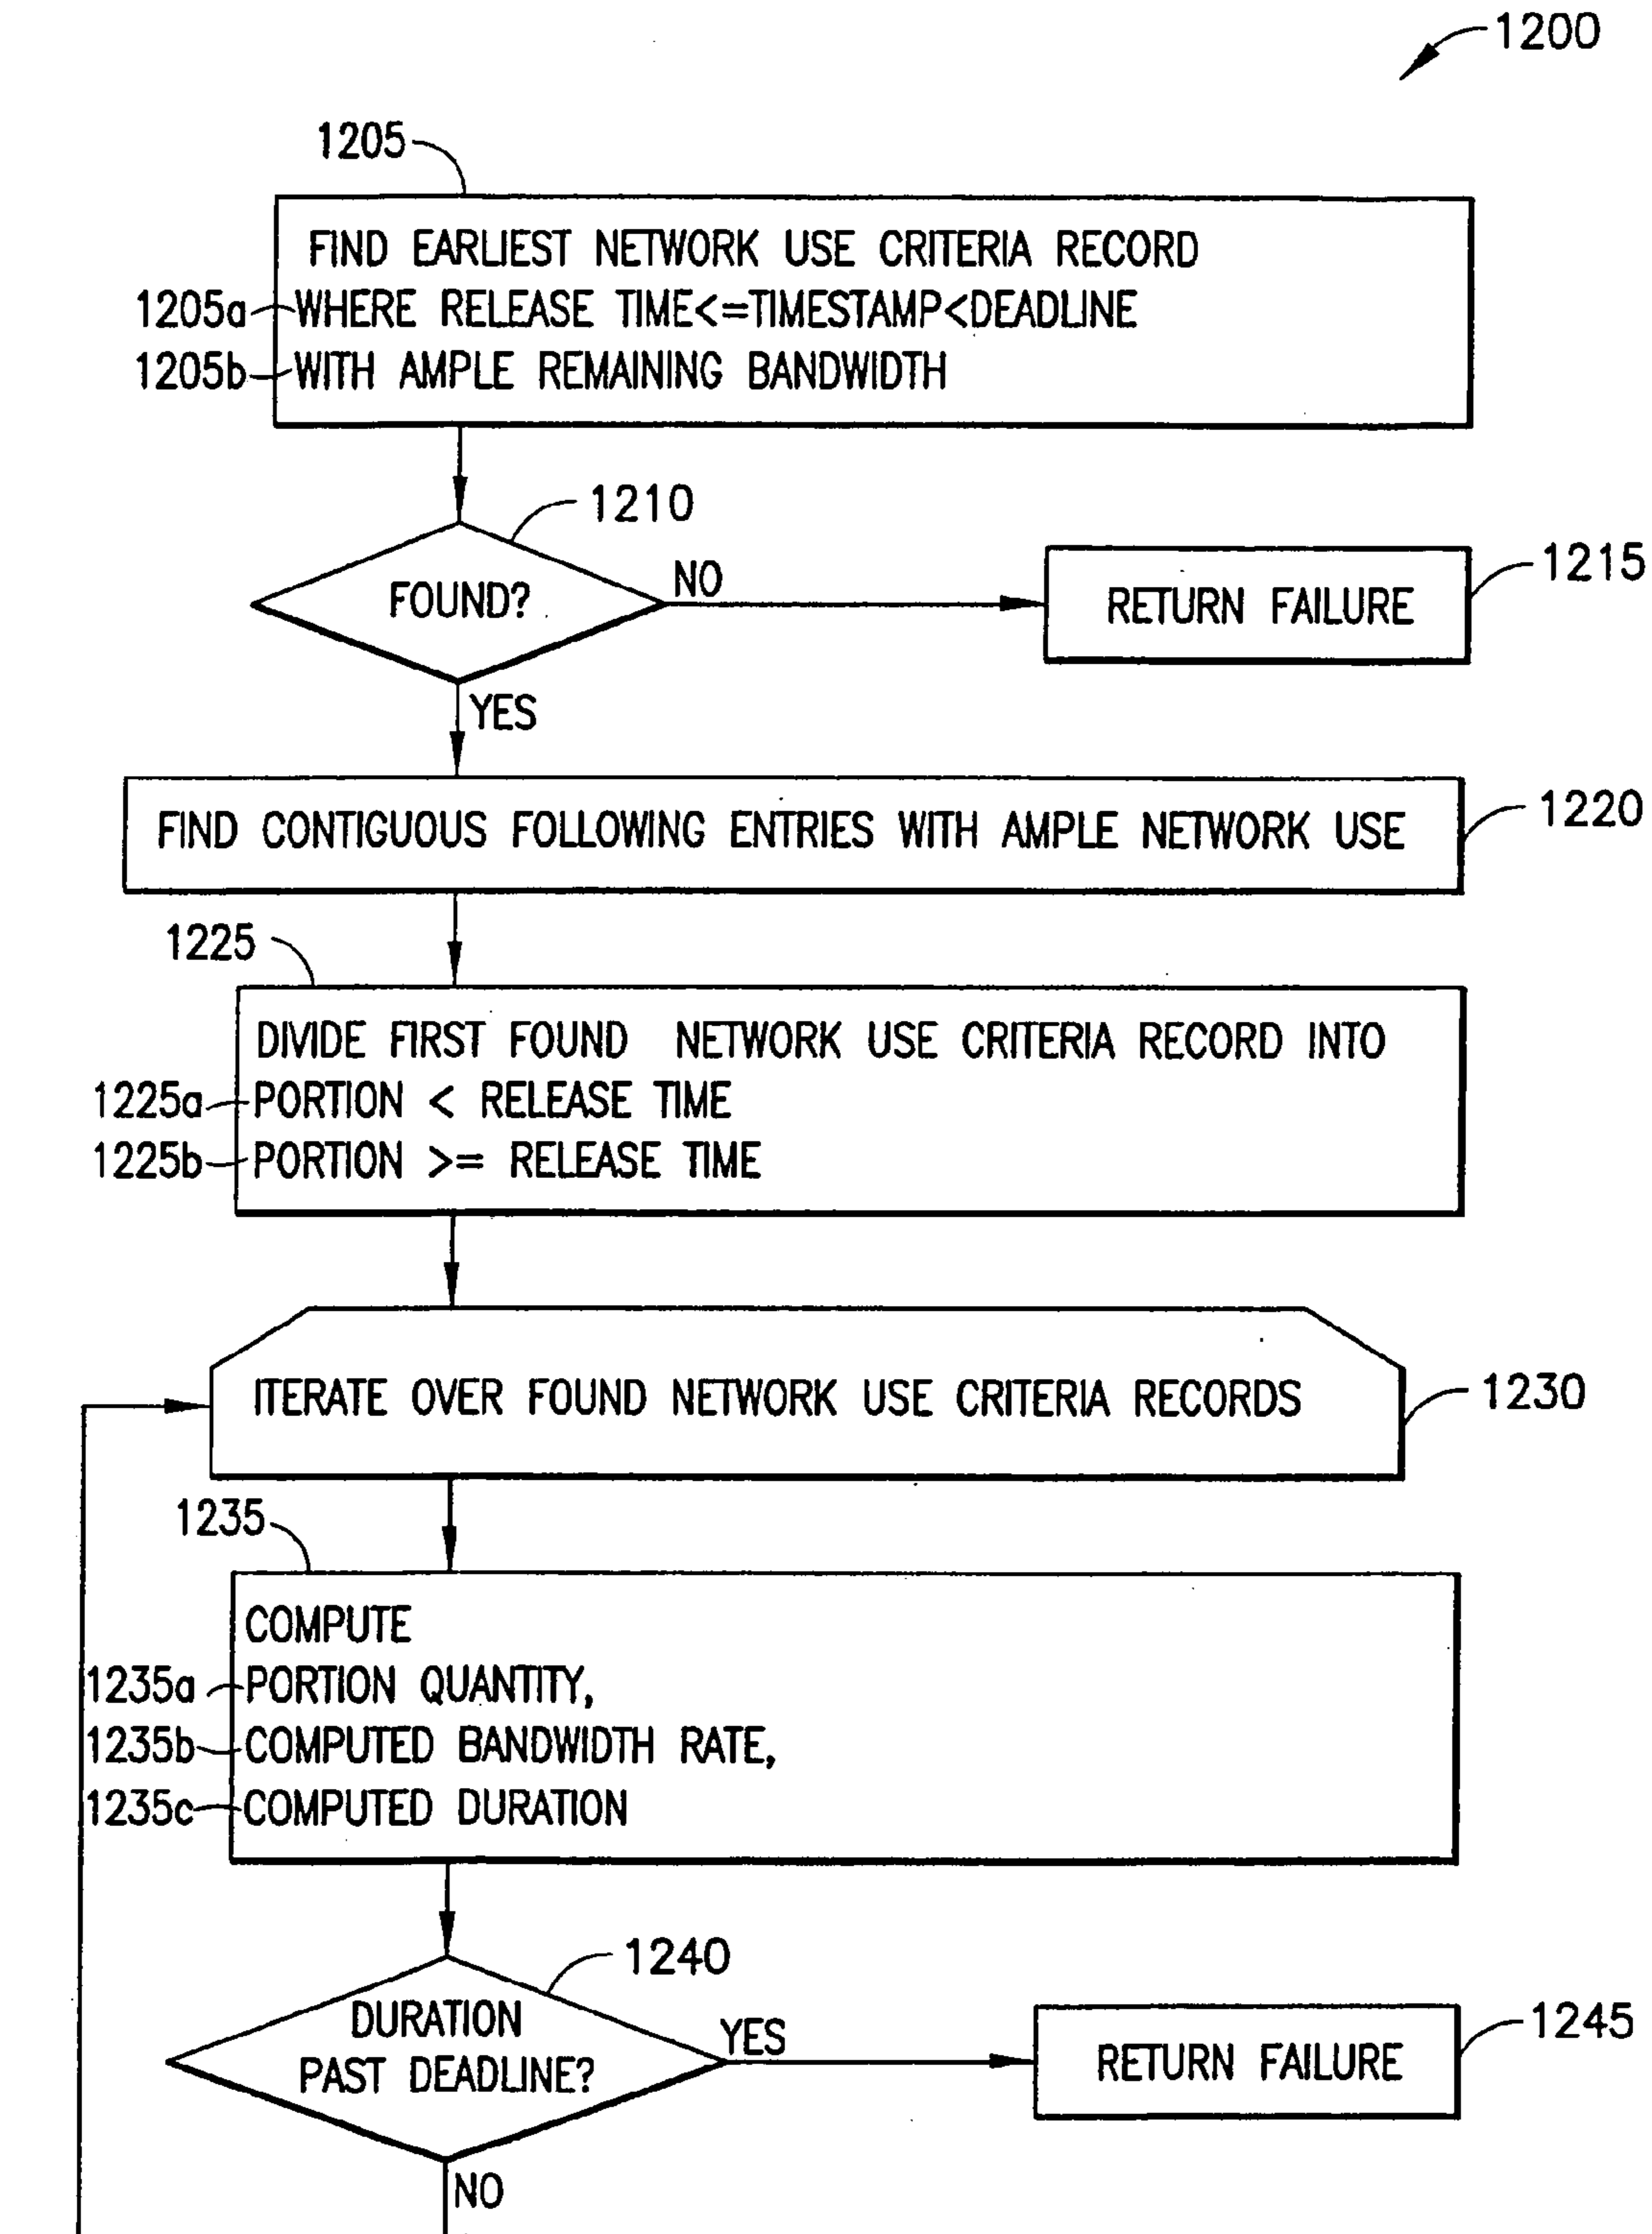 1200
1205
FIND EARLIEST NETWORK USE CRITERIA RECORD
1205a WHERE RELEASE TIME<=TIMESTAMP<DEADLINE
1205b WITH AMPLE REMAINING BANDWIDTH
1210
FOUND?
NO
RETURN FAILURE
1215
YES
FIND CONTIGUOUS FOLLOWING ENTRIES WITH AMPLE NETWORK USE
1220
1225
DIVIDE FIRST FOUND NETWORK USE CRITERIA RECORD INTO
1225a PORTION < RELEASE TIME
1225b PORTION >= RELEASE TIME
ITERATE OVER FOUND NETWORK USE CRITERIA RECORDS
1230
1235
COMPUTE
1235a PORTION QUANTITY,
1235b COMPUTED BANDWIDTH RATE,
1235c COMPUTED DURATION
1240
DURATION
PAST DEADLINE?
YES
RETURN FAILURE
1245
NO